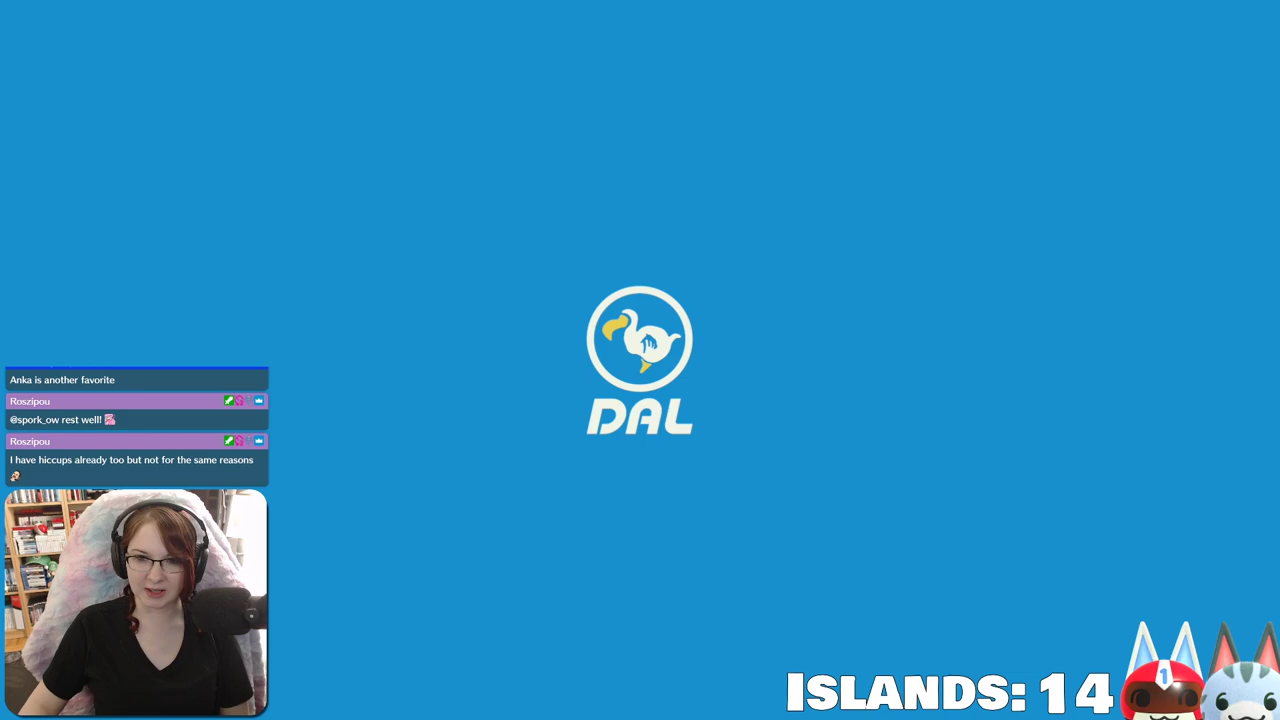 Anka is another favorite
Roszipou
@spork_ow rest well!
Roszipou
I have hiccups already too but not for the same reasons
DAL
ISLANDS: 14
1